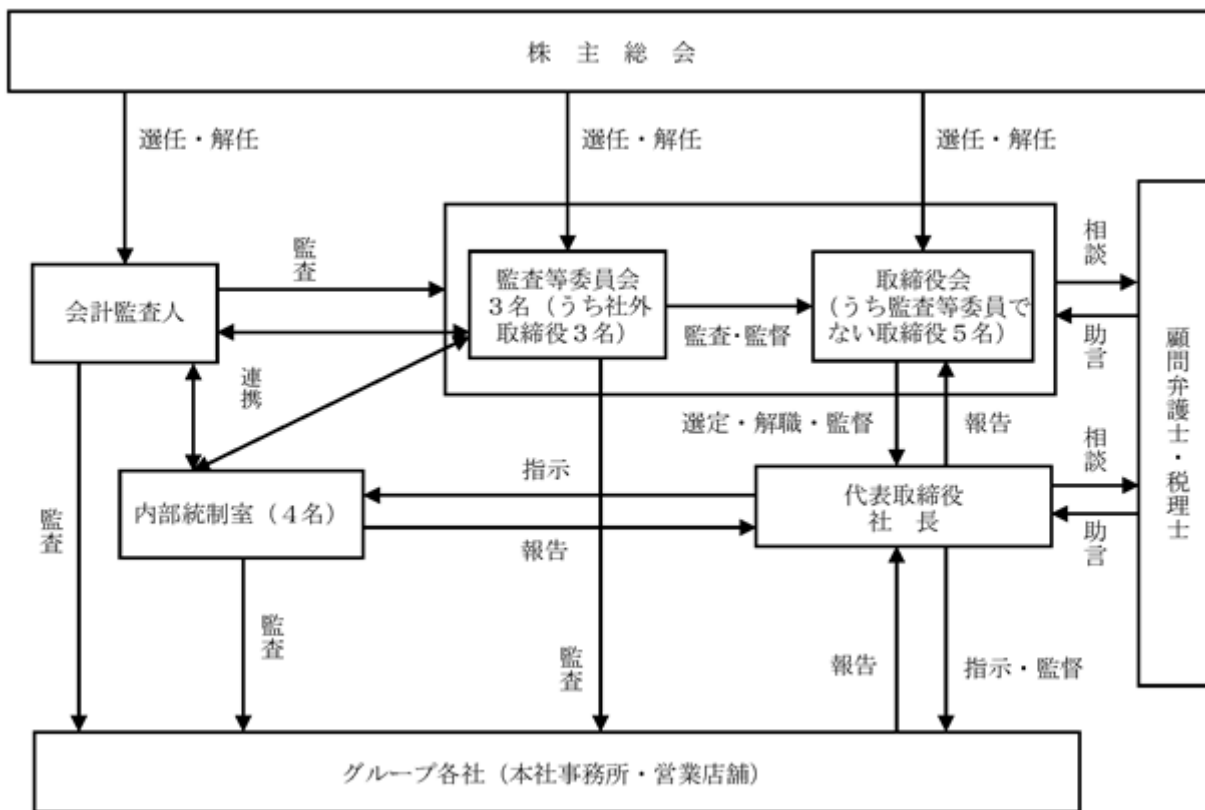 株 主 総 会
選任・解任
選任・解任
選任・解任
監査
会計監査人
監査等委員会
3名(うち社外
取締役3名)
監査・監督
取締役会
(うち監査等委員で
ない取締役5名)
相談
助言
顧問弁護士・税理士
連携
選定・解職・監督
報告
指示
内部統制室(4名)
報告
代表取締役
社 長
相談
助言
監査
監査
監査
報告
指示・監督
グループ各社(本社事務所・営業店舗)